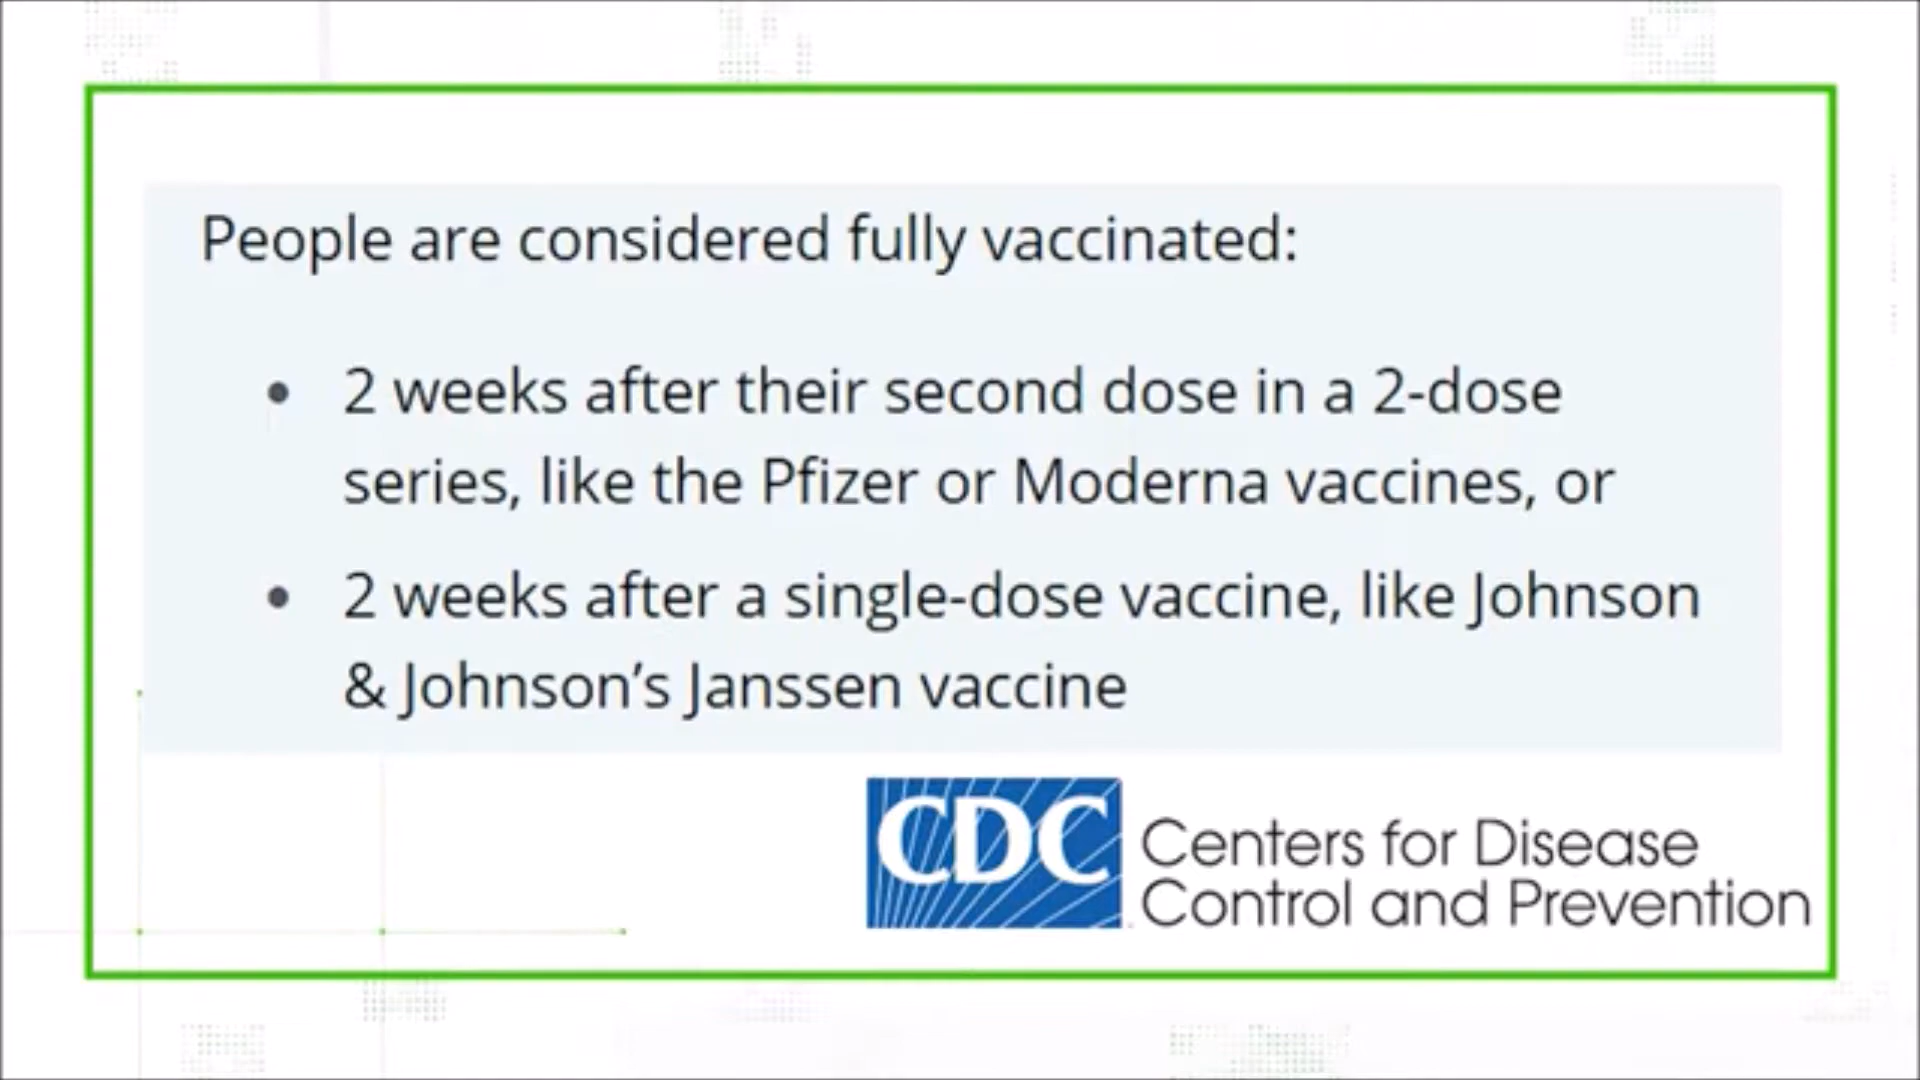 People are considered fully vaccinated:
• 2 weeks after their second dose in a 2-dose
series, like the Pfizer or Moderna vaccines, or
• 2 weeks after a single-dose vaccine, like Johnson
& Johnson’s Janssen vaccine
CDC
Centers for Disease
Control and Prevention